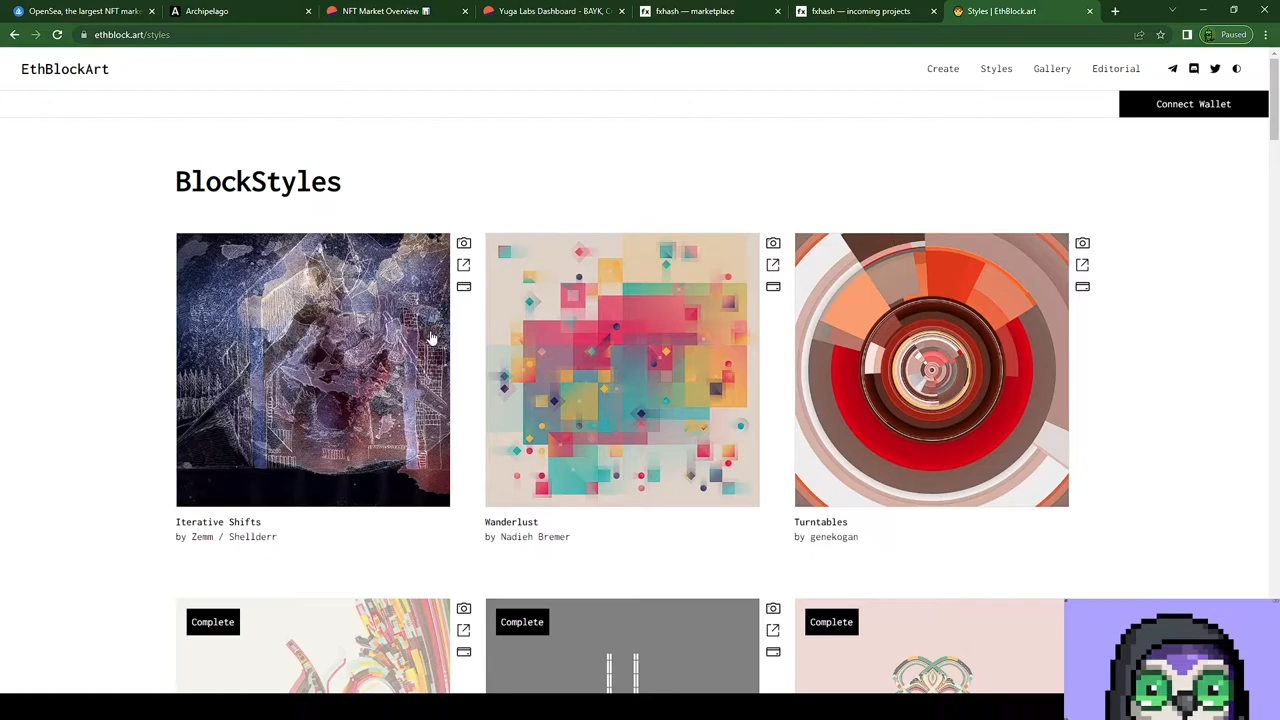 OpenSea, the largest NFT mark
Archipelago
NFT Market Overview
Yuga Labs Dashboard - BAYC, C
fx fxhash — marketplace
fx fxhash — incoming projects
Styles | EthBlock.art
ethblock.art/styles
Paused
EthBlockArt
Create
Styles
Gallery
Editorial
Connect Wallet
BlockStyles
Iterative Shifts
by Zemm / Shellderr
Wanderlust
by Nadieh Bremer
Turntables
by genekogan
Complete
Complete
Complete